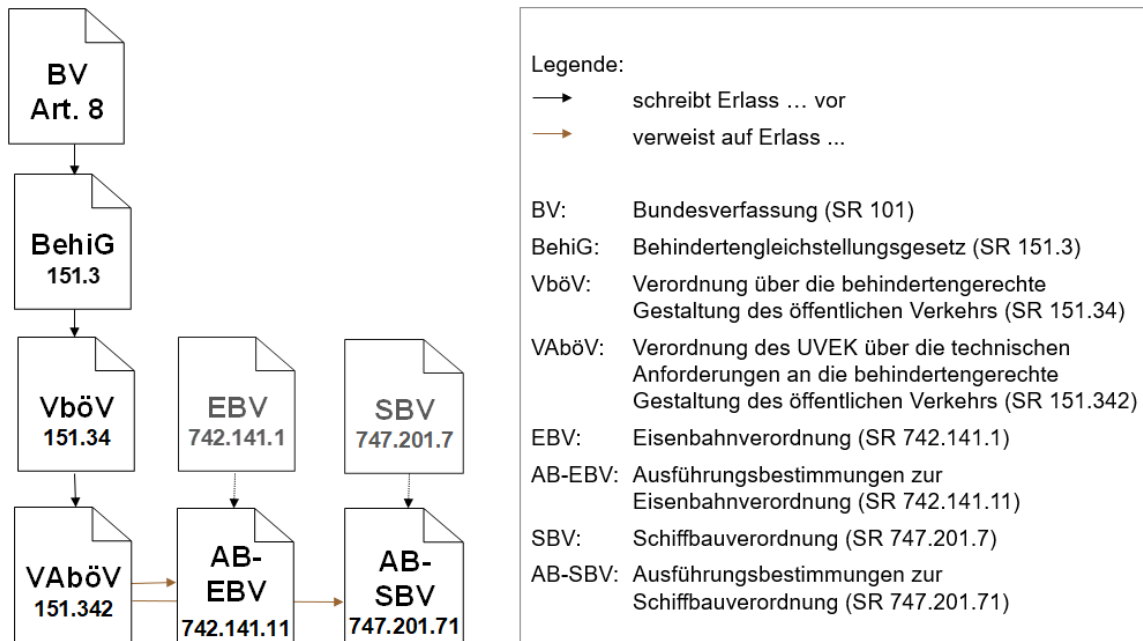 BV
Art. 8
BehiG
151.3
VböV
151.34
EBV
742.141.1
SBV
747.201.7
VAböV
151.342
AB-
EBV
742.141.11
AB-
SBV
747.201.71
Legende:
schreibt Erlass … vor
verweist auf Erlass ...
BV: Bundesverfassung (SR 101)
BehiG: Behindertengleichstellungsgesetz (SR 151.3)
VböV: Verordnung über die behindertengerechte
Gestaltung des öffentlichen Verkehrs (SR 151.34)
VAböV: Verordnung des UVEK über die technischen
Anforderungen an die behindertengerechte
Gestaltung des öffentlichen Verkehrs (SR 151.342)
EBV: Eisenbahnverordnung (SR 742.141.1)
AB-EBV: Ausführungsbestimmungen zur
Eisenbahnverordnung (SR 742.141.11)
SBV: Schiffbauverordnung (SR 747.201.7)
AB-SBV: Ausführungsbestimmungen zur
Schiffbauverordnung (SR 747.201.71)